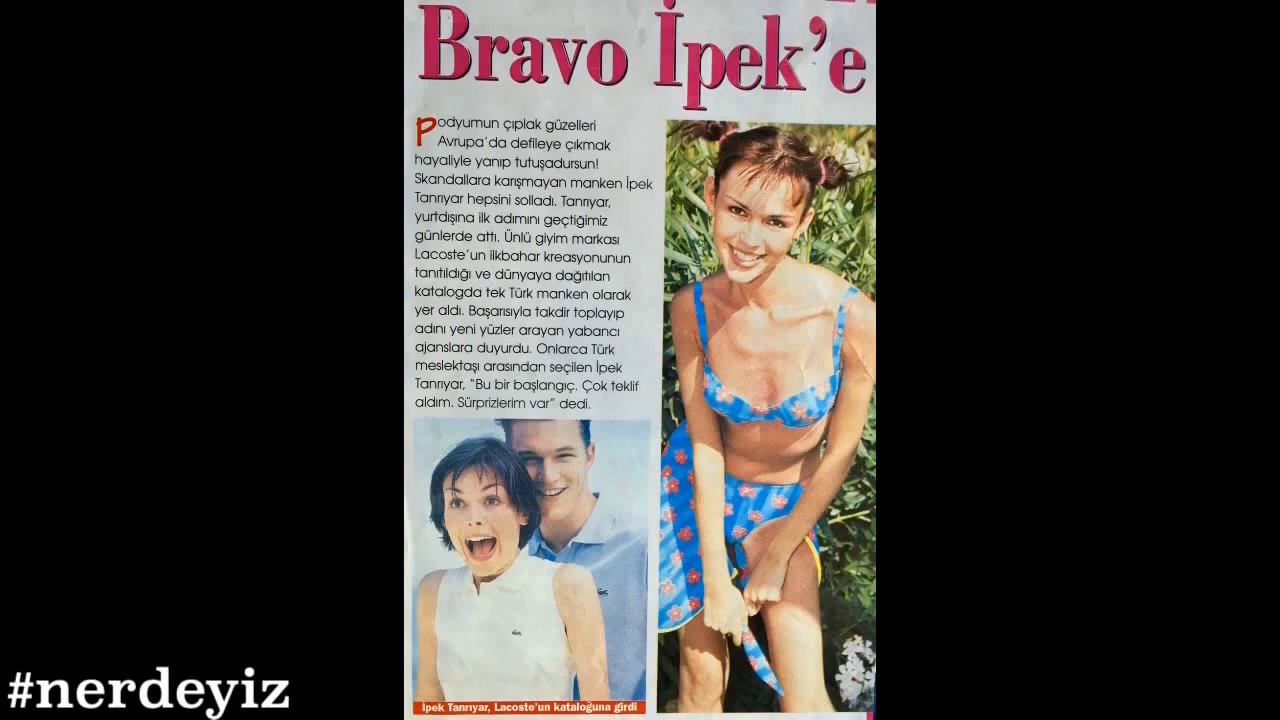 Bravo İpek'e
Podyumun çıplak güzelleri
Avrupa'da defileye çıkmak
hayaliyle yanıp tutuşadursun!
Skandallara karışmayan manken İpek
Tanrıyar hepsini solladı. Tanrıyar,
yurtdışına ilk adımını geçtiğimiz
günlerde attı. Ünlü giyim markası
Lacoste'un ilkbahar kreasyonunun
tanıtıldığı ve dünyaya dağıtılan
katalogda tek Türk manken olarak
yer aldı. Başarısıyla takdir toplayıp
adını yeni yüzler arayan yabancı
ajanslara duyurdu. Onlarca Türk
meslektaşı arasından seçilen İpek
Tanrıyar, "Bu bir başlangıç. Çok teklif
aldım. Sürprizlerim var" dedi.
İpek Tanrıyar, Lacoste'un kataloğuna girdi
#nerdeyiz